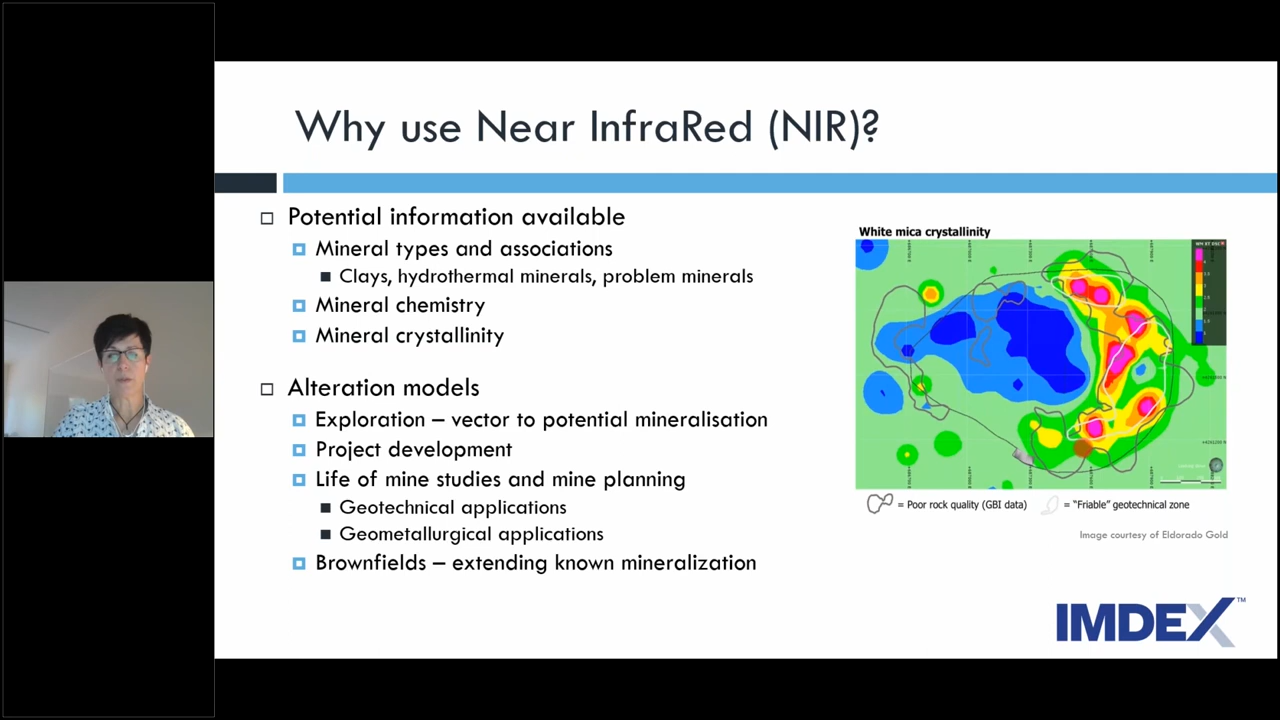 Why use Near InfraRed (NIR)?
Potential information available
Mineral types and associations
Clays, hydrothermal minerals, problem minerals
Mineral chemistry
Mineral crystallinity
Alteration models
Exploration – vector to potential mineralisation
Project development
Life of mine studies and mine planning
Geotechnical applications
Geometallurgical applications
Brownfields – extending known mineralization
White mica crystallinity
= Poor rock quality (GBI data)
= "Friable" geotechnical zone
Image courtesy of Eldorado Gold
IMDEX™